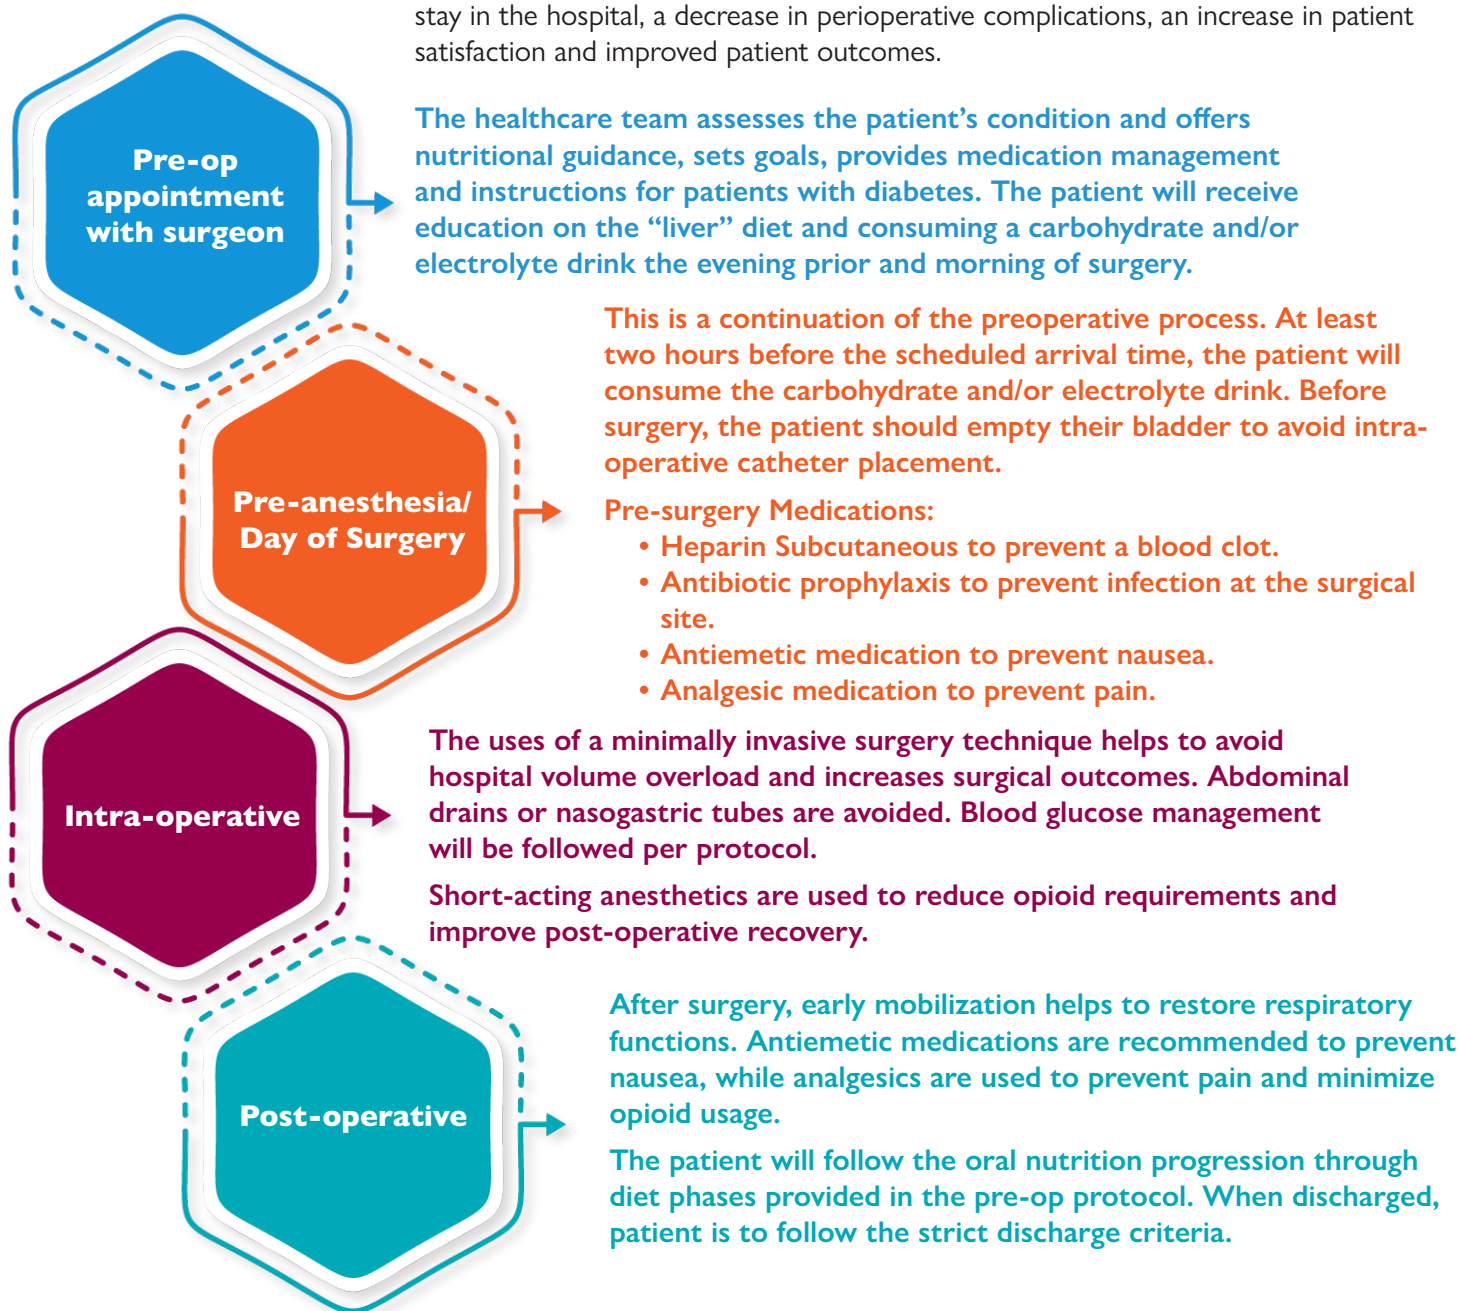 stay in the hospital, a decrease in perioperative complications, an increase in patient
satisfaction and improved patient outcomes.
Pre-op
appointment
with surgeon
The healthcare team assesses the patient’s condition and offers
nutritional guidance, sets goals, provides medication management
and instructions for patients with diabetes. The patient will receive
education on the “liver” diet and consuming a carbohydrate and/or
electrolyte drink the evening prior and morning of surgery.
Pre-anesthesia/
Day of Surgery
This is a continuation of the preoperative process. At least
two hours before the scheduled arrival time, the patient will
consume the carbohydrate and/or electrolyte drink. Before
surgery, the patient should empty their bladder to avoid intra-
operative catheter placement.
Pre-surgery Medications:
• Heparin Subcutaneous to prevent a blood clot.
• Antibiotic prophylaxis to prevent infection at the surgical
site.
• Antiemetic medication to prevent nausea.
• Analgesic medication to prevent pain.
Intra-operative
The uses of a minimally invasive surgery technique helps to avoid
hospital volume overload and increases surgical outcomes. Abdominal
drains or nasogastric tubes are avoided. Blood glucose management
will be followed per protocol.
Short-acting anesthetics are used to reduce opioid requirements and
improve post-operative recovery.
Post-operative
After surgery, early mobilization helps to restore respiratory
functions. Antiemetic medications are recommended to prevent
nausea, while analgesics are used to prevent pain and minimize
opioid usage.
The patient will follow the oral nutrition progression through
diet phases provided in the pre-op protocol. When discharged,
patient is to follow the strict discharge criteria.